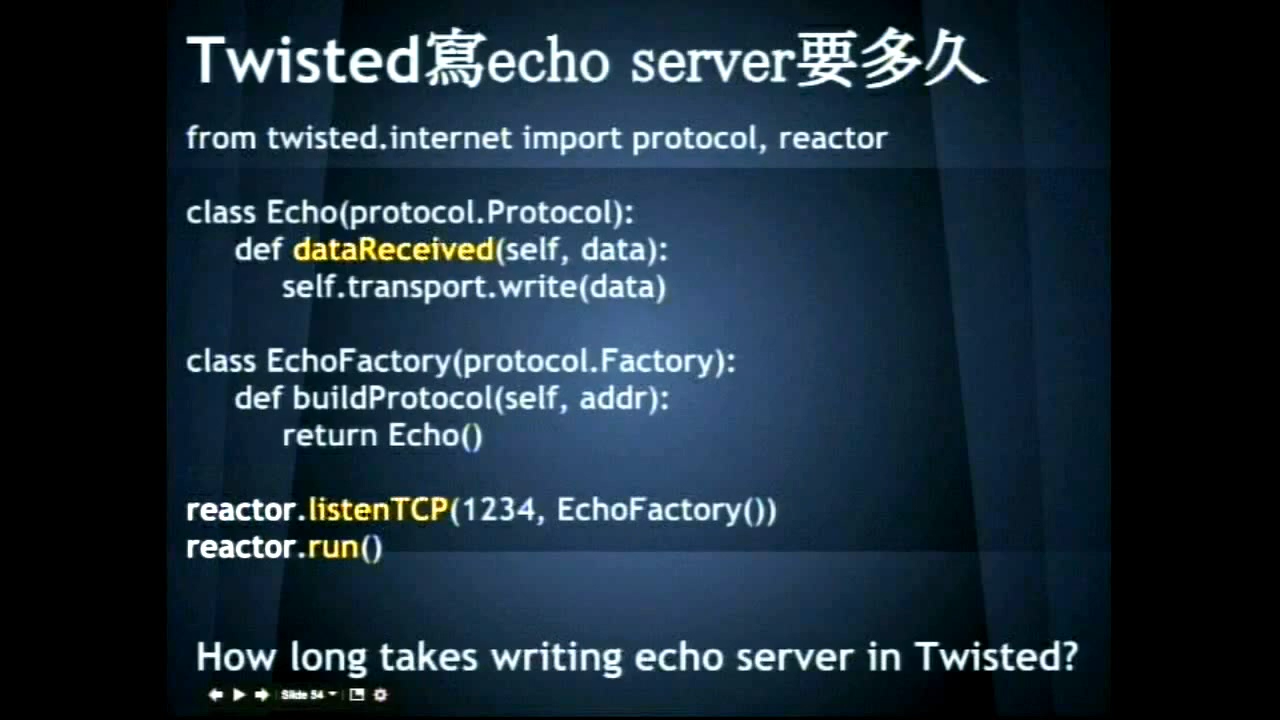 Twisted寫echo server要多久
from twisted.internet import protocol, reactor
class Echo(protocol.Protocol):
def dataReceived(self, data):
self.transport.write(data)
class EchoFactory(protocol.Factory):
def buildProtocol(self, addr):
return Echo()
reactor.listenTCP(1234, EchoFactory())
reactor.run()
How long takes writing echo server in Twisted?
Slide 54